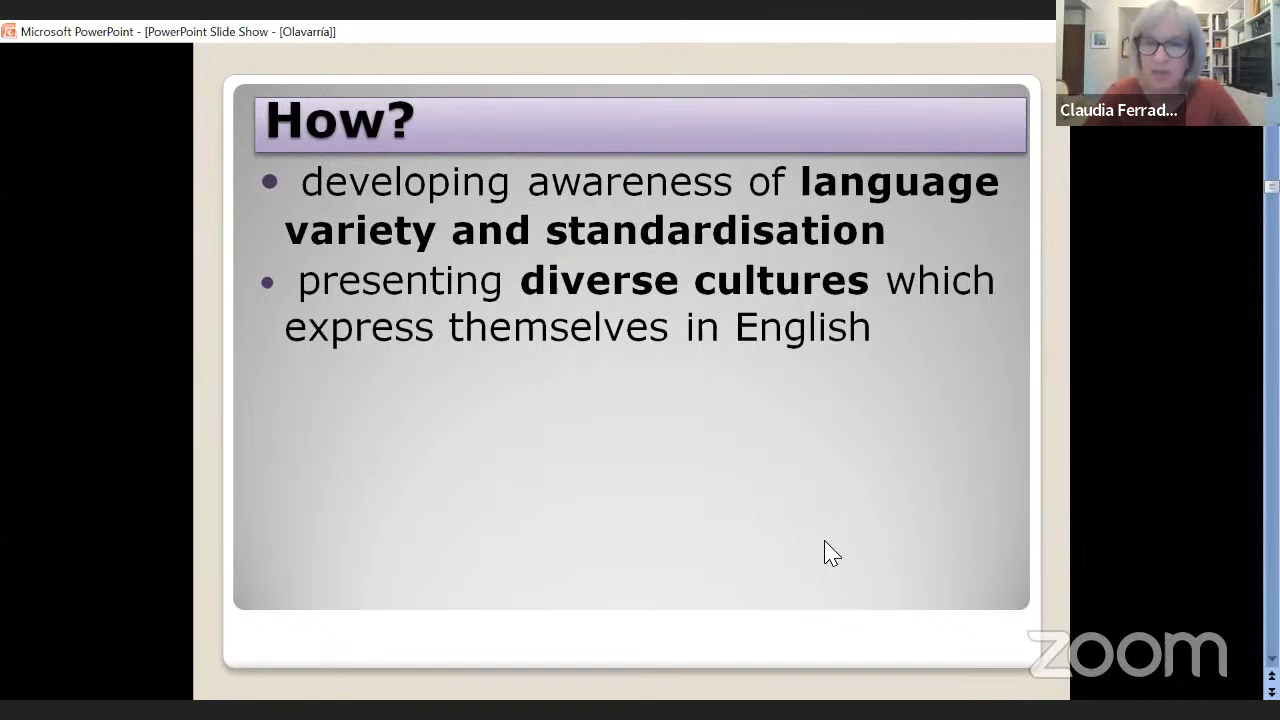 Microsoft PowerPoint - [PowerPoint Slide Show - [Olavarría]]
Claudia Ferrad...
How?
• developing awareness of language
variety and standardisation
• presenting diverse cultures which
express themselves in English
zoom